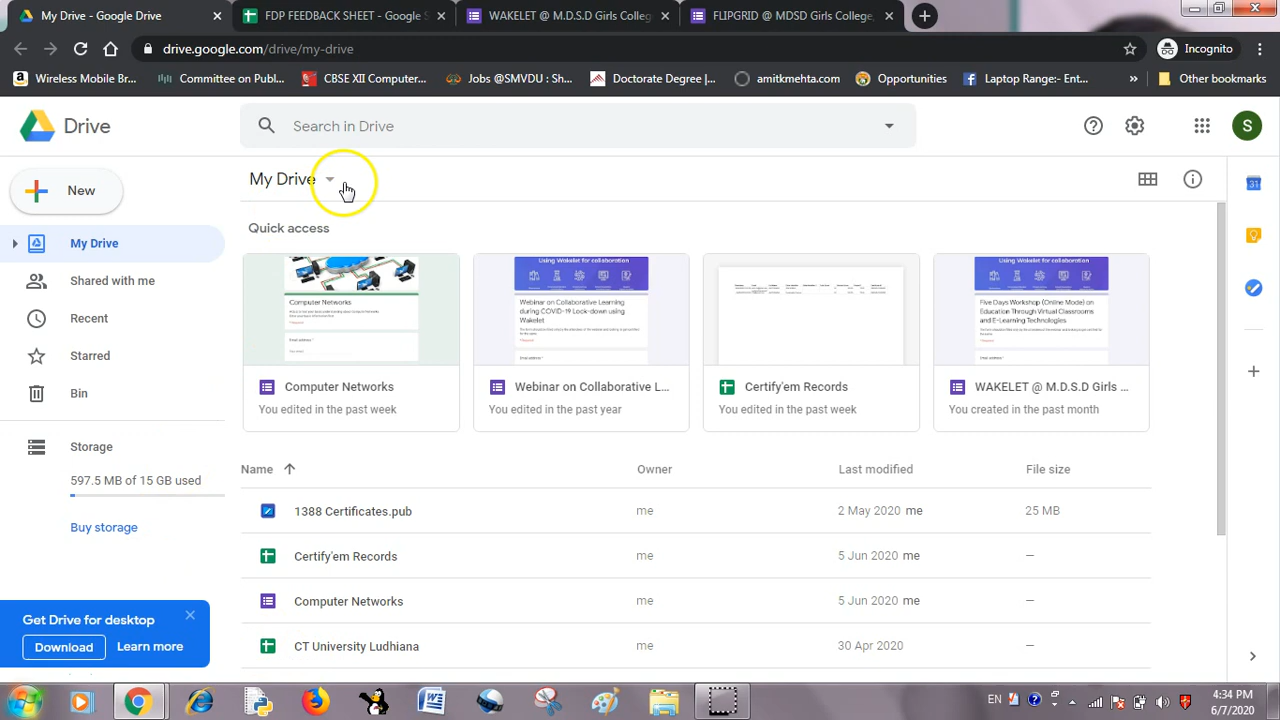 My Drive - Google Drive
FDP FEEDBACK SHEET - Google S
WAKELET @ M.D.S.D Girls Colleg
FLIPGRID @ M.D.SD Girls College,
drive.google.com/drive/my-drive
Incognito
Wireless Mobile Br...
Committee on Publ...
CBSE XII Computer...
Jobs @SMVDU : Sh...
Doctorate Degree |...
amitkmehta.com
Opportunities
Laptop Range:- Ent...
»
Other bookmarks
Drive
Search in Drive
S
New
My Drive
My Drive
Shared with me
Recent
Starred
Bin
Storage
597.5 MB of 15 GB used
Buy storage
Get Drive for desktop
Download
Learn more
Quick access
Computer Networks
Email address
Computer Networks
You edited in the past week
Using Wakelet for collaboration
Webinar on Collaborative Learning
during COVID-19 Lock-down using
Wakelet
Email address
Webinar on Collaborative L...
You edited in the past year
Certify'em Records
You edited in the past week
Using Wakelet for collaboration
Five Days Workshop (Online Mode) on
Education Through Virtual Classrooms
and E-Learning Technologies
Email address
WAKELET @ M.D.S.D Girls ...
You created in the past month
Name Owner Last modified File size
1388 Certificates.pub me 2 May 2020 me 25 MB
Certify'em Records me 5 Jun 2020 me —
Computer Networks me 5 Jun 2020 me —
CT University Ludhiana me 30 Apr 2020 —
31
EN
4:34 PM
6/7/2020